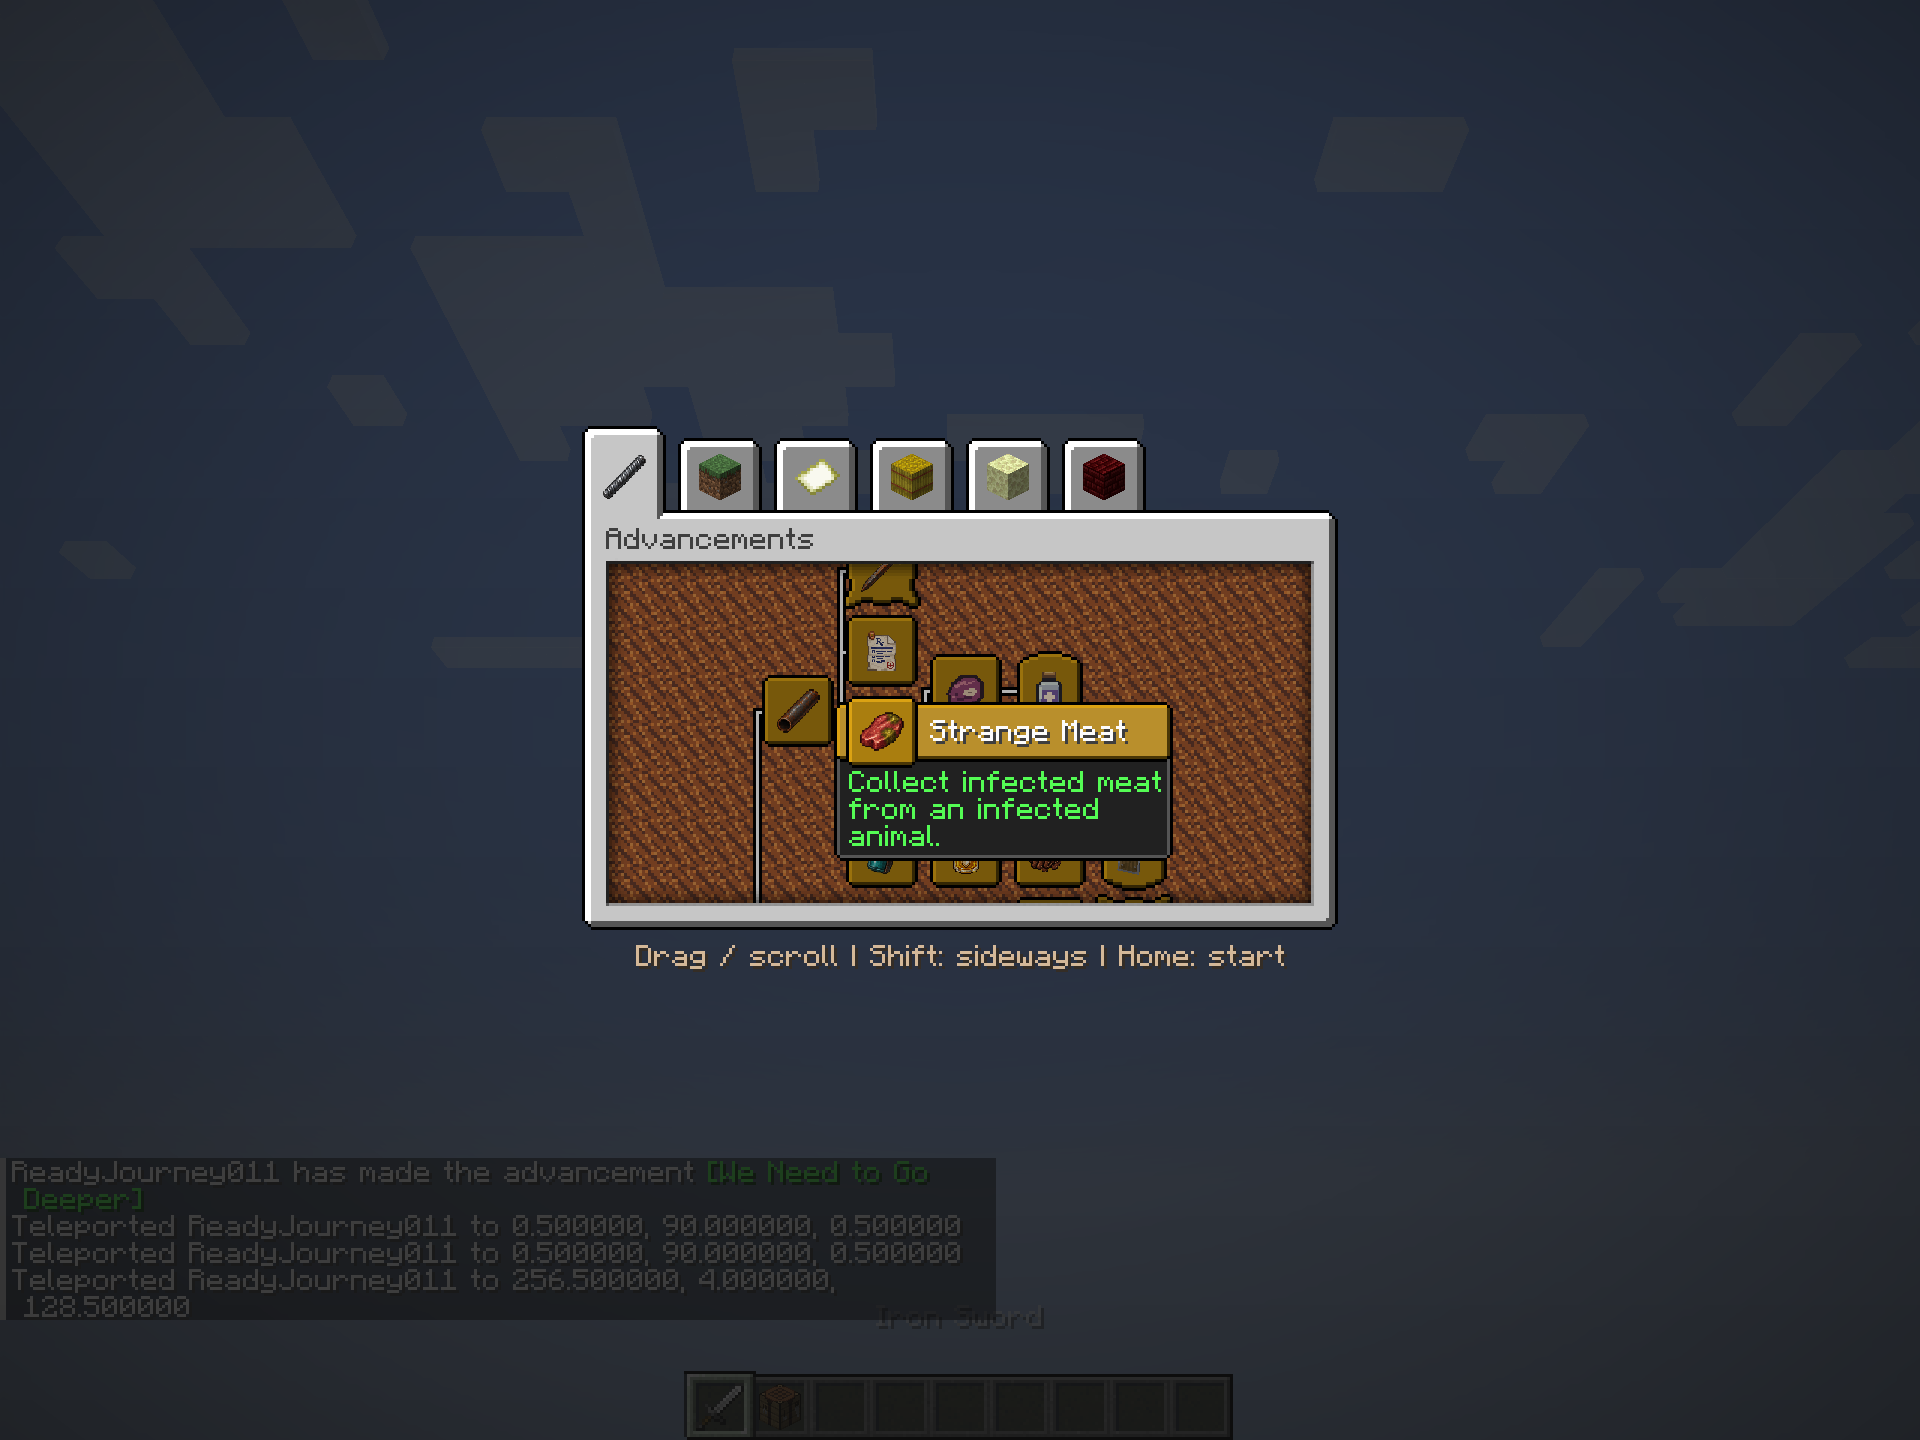 Advancements
Strange Meat
Collect infected meat
from an infected
animal.
Drag / scroll | Shift: sideways | Home: start
ReadyJourney011 has made the advancement [We Need to Go
Deeper]
Teleported ReadyJourney011 to 0.500000, 90.000000, 0.500000
Teleported ReadyJourney011 to 0.500000, 90.000000, 0.500000
Teleported ReadyJourney011 to 256.500000, 4.000000,
128.500000
Iron Sword